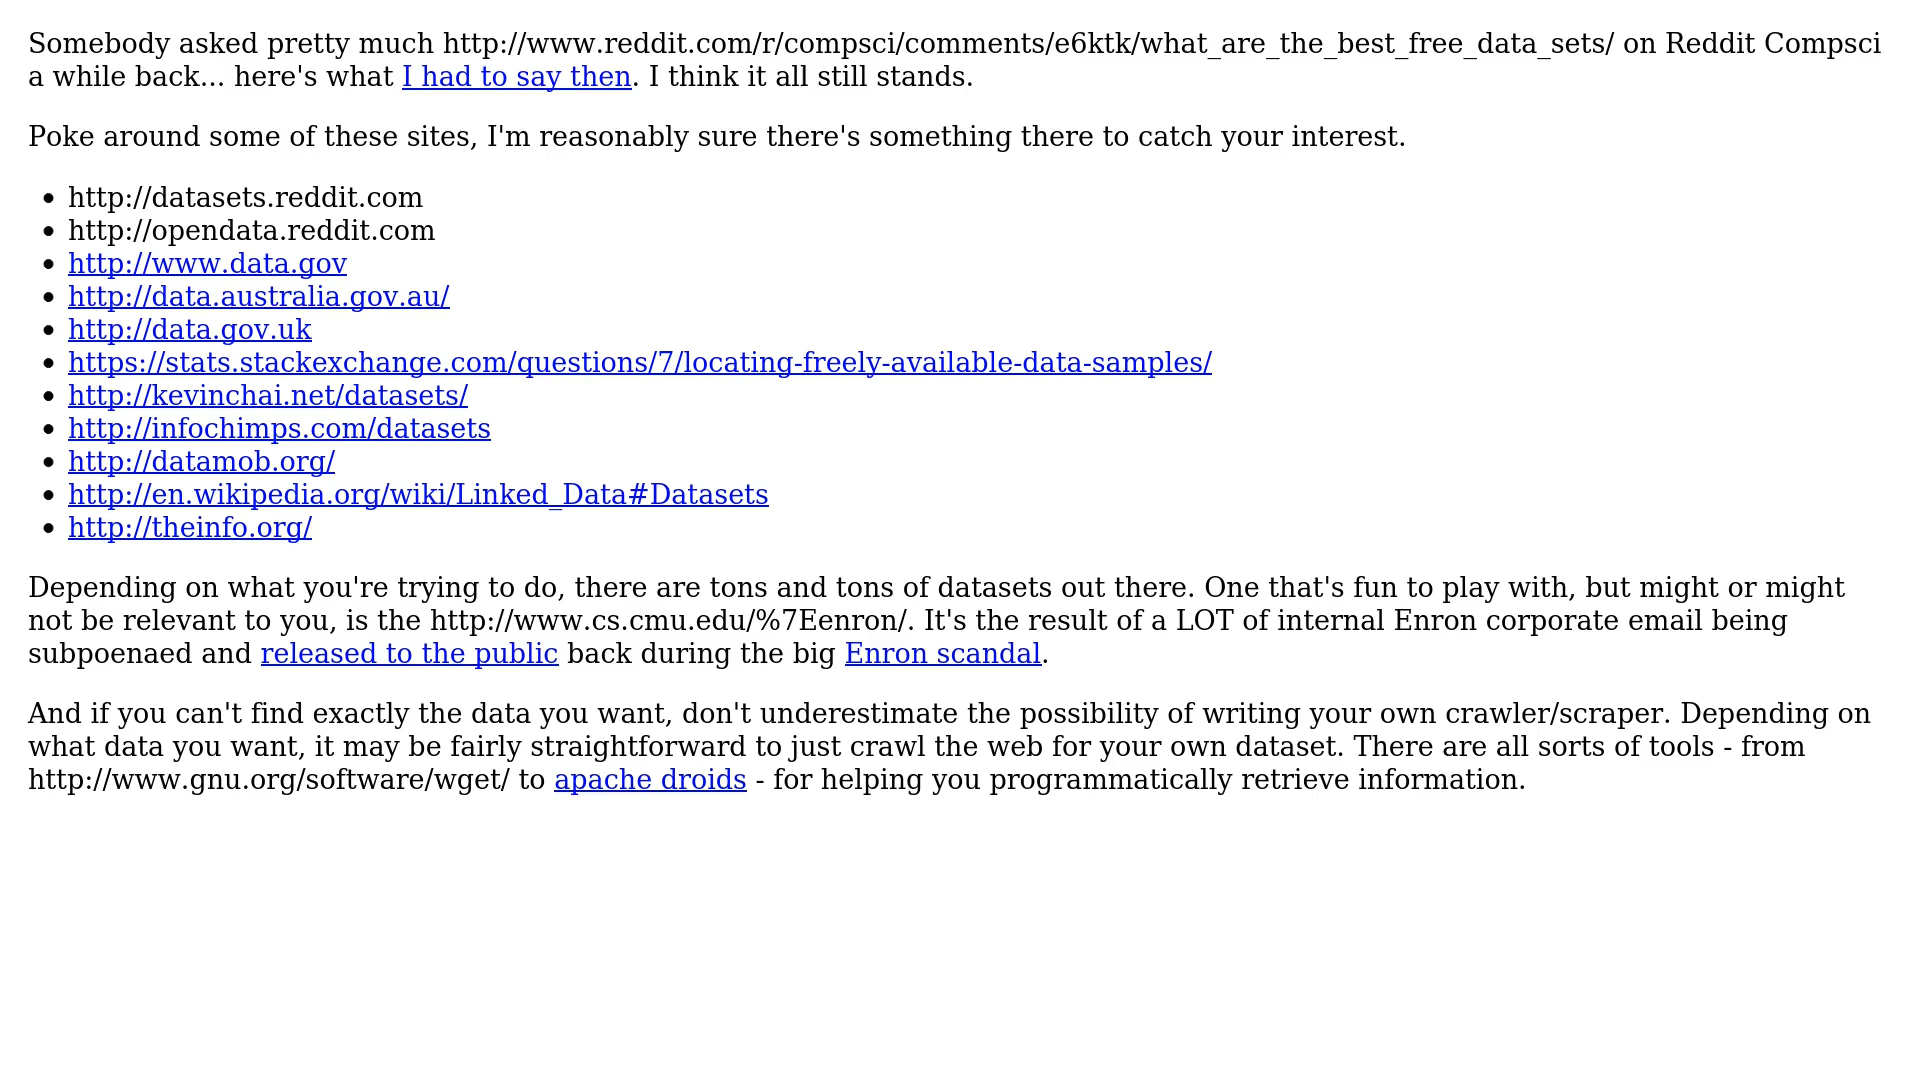 Somebody asked pretty much http://www.reddit.com/r/compsci/comments/e6ktk/what_are_the_best_free_data_sets/ on Reddit Compsci
a while back... here's what I had to say then. I think it all still stands.
Poke around some of these sites, I'm reasonably sure there's something there to catch your interest.
• http://datasets.reddit.com
• http://opendata.reddit.com
• http://www.data.gov
• http://data.australia.gov.au/
• http://data.gov.uk
• https://stats.stackexchange.com/questions/7/locating-freely-available-data-samples/
• http://kevinchai.net/datasets/
• http://infochimps.com/datasets
• http://datamob.org/
• http://en.wikipedia.org/wiki/Linked_Data#Datasets
• http://theinfo.org/
Depending on what you're trying to do, there are tons and tons of datasets out there. One that's fun to play with, but might or might
not be relevant to you, is the http://www.cs.cmu.edu/%7Eenron/. It's the result of a LOT of internal Enron corporate email being
subpoenaed and released to the public back during the big Enron scandal.
And if you can't find exactly the data you want, don't underestimate the possibility of writing your own crawler/scraper. Depending on
what data you want, it may be fairly straightforward to just crawl the web for your own dataset. There are all sorts of tools - from
http://www.gnu.org/software/wget/ to apache droids - for helping you programmatically retrieve information.